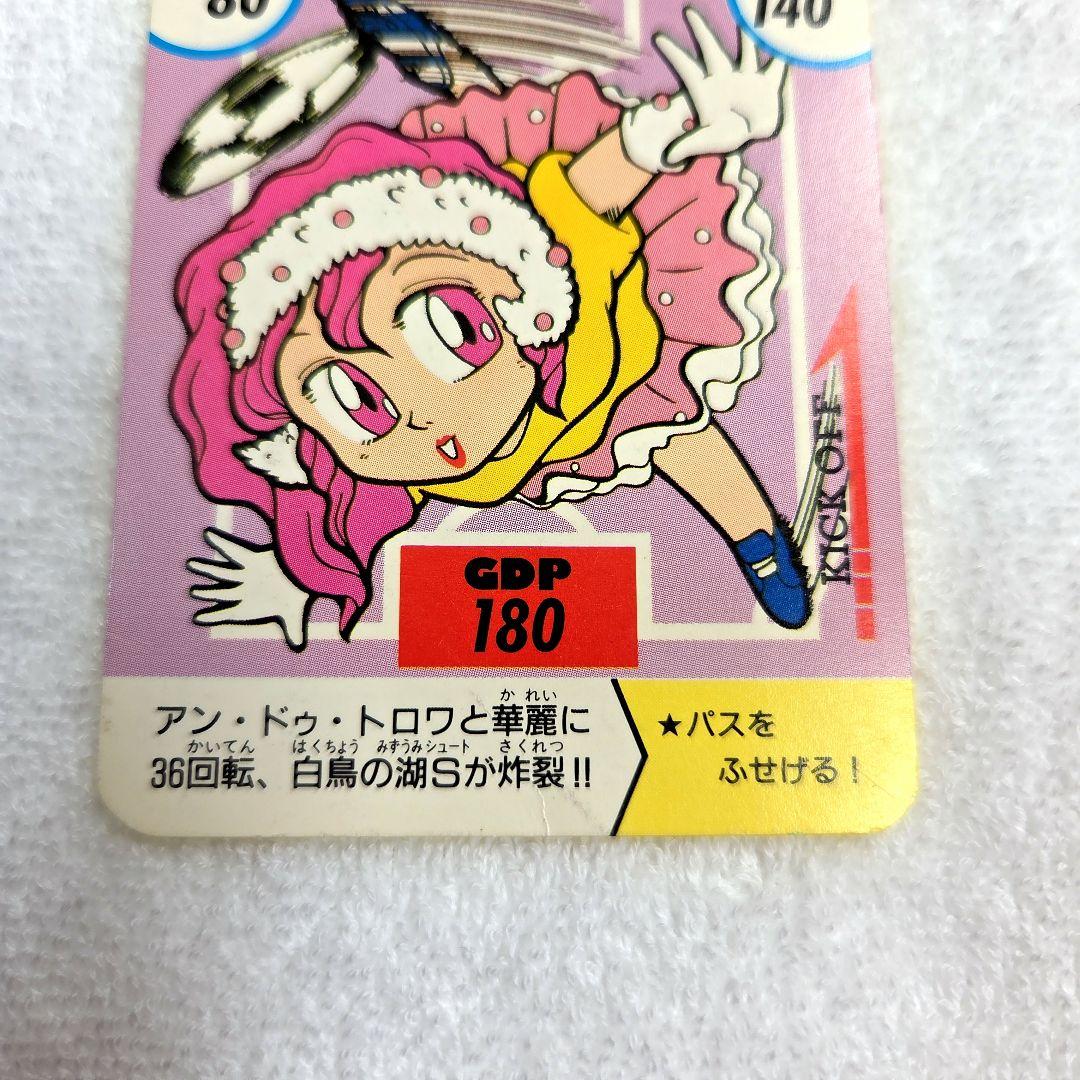 80
140
KICK OFF
GDP
180
アン・ドゥ・トロワと華麗に
かれい
36回転、白鳥の湖Sが炸裂!!
かいてん はくちょう みずうみシュート さくれつ
★パスを
ふせげる!